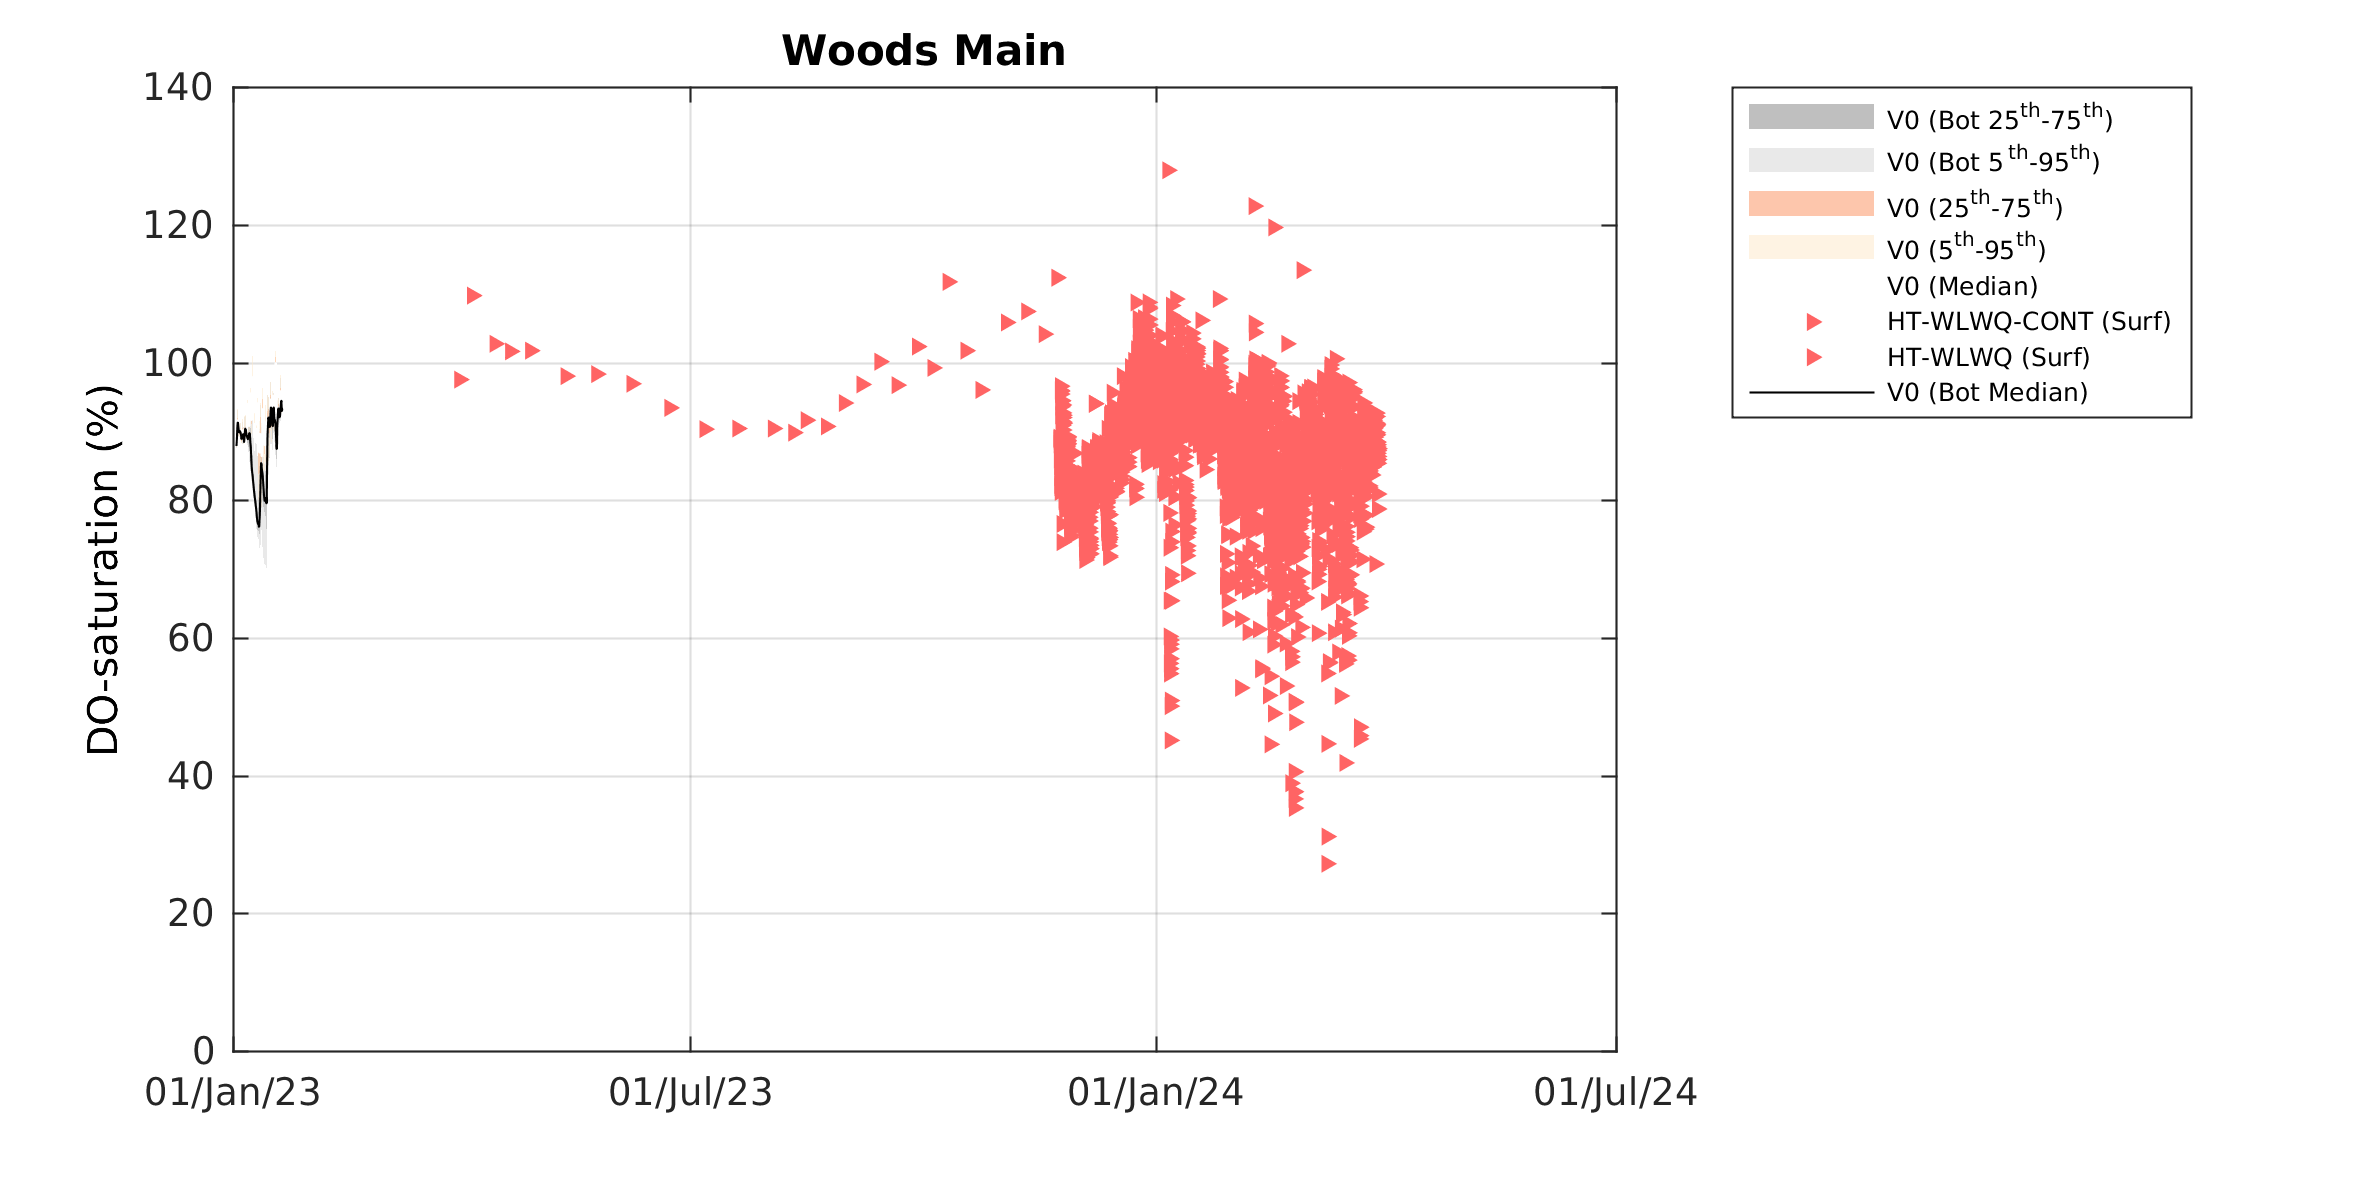 Woods Main
140
120
100
80
60
40
20
0
DO-saturation (%)
01/Jan/23
01/Jul/23
01/Jan/24
01/Jul/24
V0 (Bot 25th-75th)
V0 (Bot 5th-95th)
V0 (25th-75th)
V0 (5th-95th)
V0 (Median)
HT-WLWQ-CONT (Surf)
HT-WLWQ (Surf)
V0 (Bot Median)